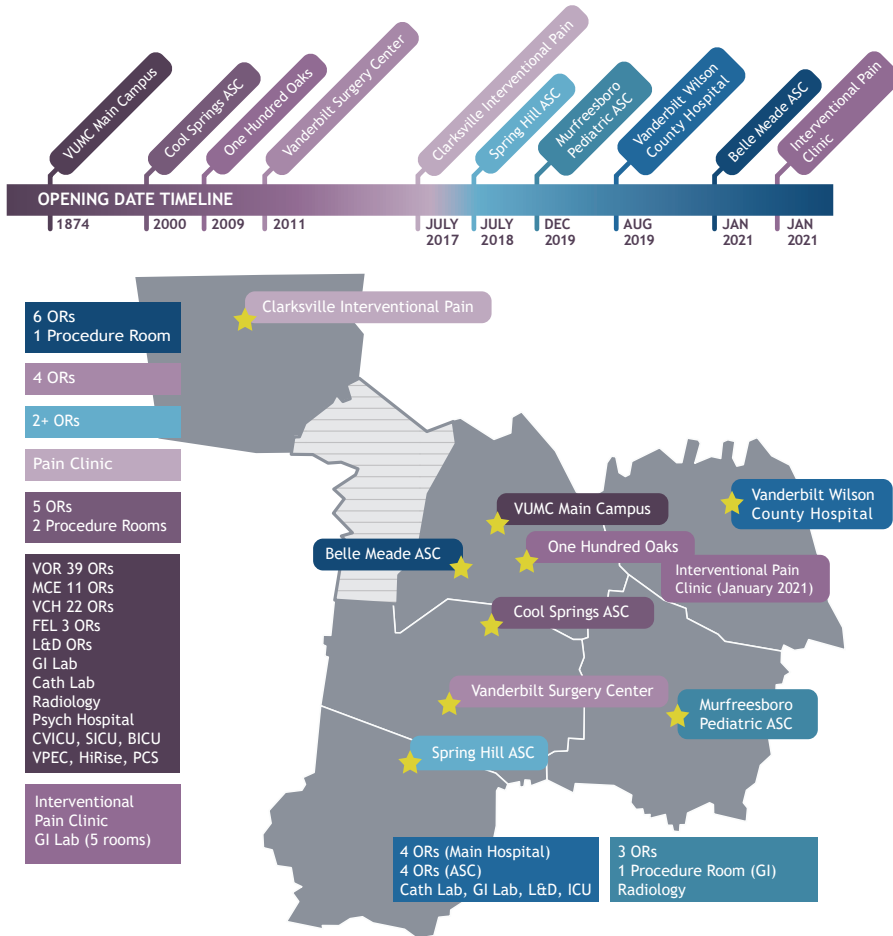 VUMC Main Campus
Cool Springs ASC
One Hundred Oaks
Vanderbilt Surgery Center
Clarksville Interventional Pain
Spring Hill ASC
Murfreesboro
Pediatric ASC
Vanderbilt Wilson
County Hospital
Belle Meade ASC
Interventional Pain
Clinic
OPENING DATE TIMELINE
1874
2000
2009
2011
JULY
2017
JULY
2018
DEC
2019
AUG
2019
JAN
2021
JAN
2021
6 ORs
1 Procedure Room
4 ORs
2+ ORs
Pain Clinic
5 ORs
2 Procedure Rooms
VOR 39 ORs
MCE 11 ORs
VCH 22 ORs
FEL 3 ORs
L&D ORs
GI Lab
Cath Lab
Radiology
Psych Hospital
CVICU, SICU, BICU
VPEC, HiRise, PCS
Interventional
Pain Clinic
GI Lab (5 rooms)
Clarksville Interventional Pain
Vanderbilt Wilson
County Hospital
VUMC Main Campus
Belle Meade ASC
One Hundred Oaks
Interventional Pain
Clinic (January 2021)
Cool Springs ASC
Vanderbilt Surgery Center
Murfreesboro
Pediatric ASC
Spring Hill ASC
4 ORs (Main Hospital)
4 ORs (ASC)
Cath Lab, GI Lab, L&D, ICU
3 ORs
1 Procedure Room (GI)
Radiology